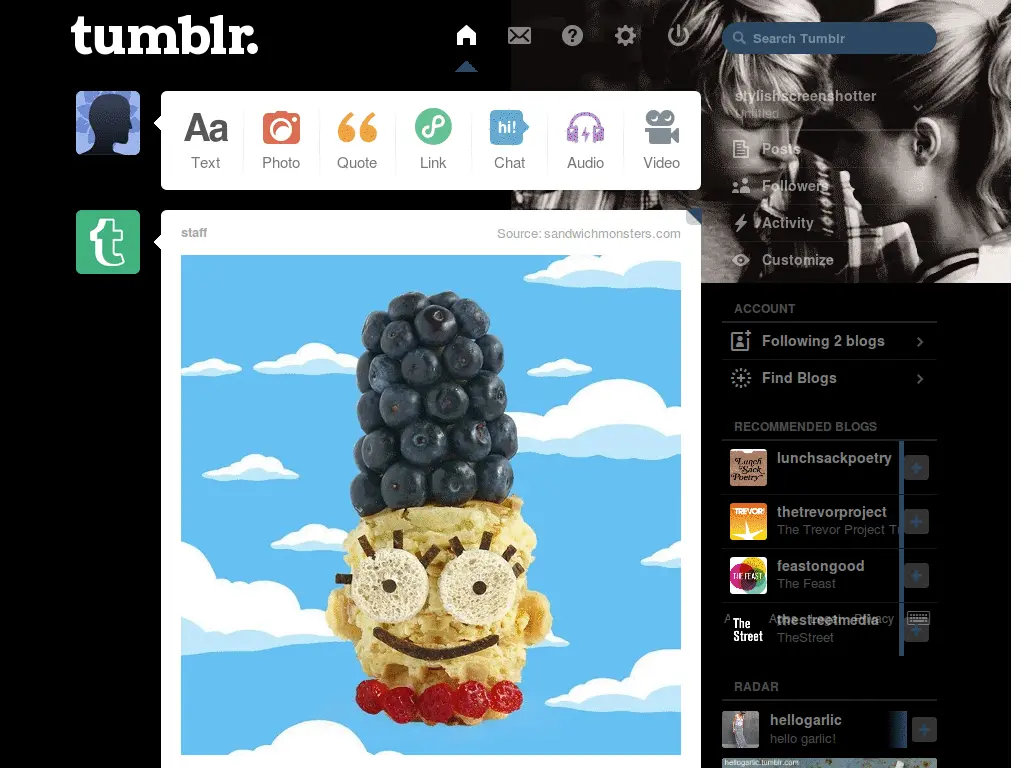 tumblr.
Search Tumblr
stylishscreenshotter
Untitled
Aa
hi!
Text
Photo
Quote
Link
Chat
Audio
Video
Posts
Followers
3
Activity
Customize
staff
Source: sandwichmonsters.com
t
ACCOUNT
Following 2 blogs
Find Blogs
RECOMMENDED BLOGS
Lunch
Sack
Poetry
lunchsackpoetry
TREVOR
thetrevorproject
The Trevor Project T
THE FEAST
feastongood
The Feast
The
Street
thestreetmedia
Legal
Privacy
TheStreet
RADAR
hellogarlic
hello garlic!
hellogarlic.tumblr.com